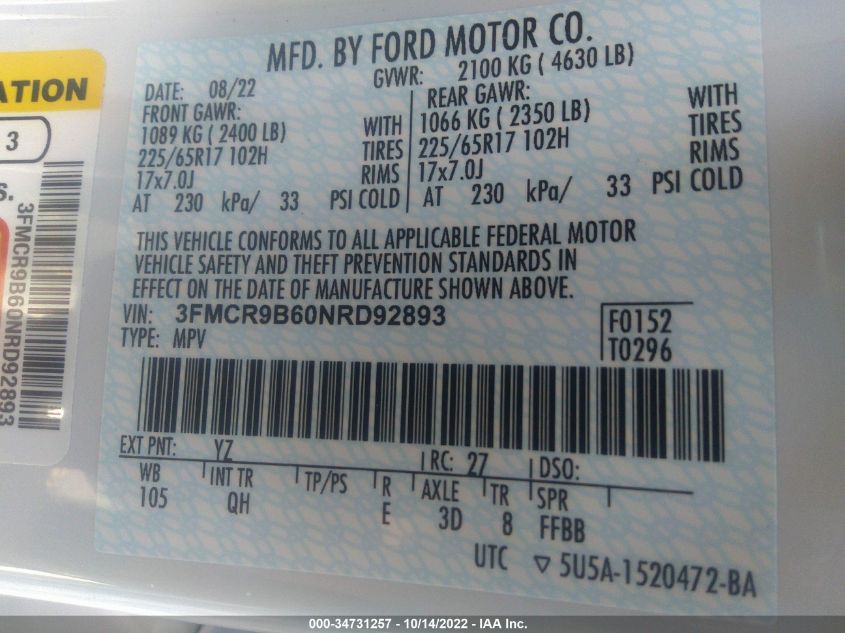 MFD. BY FORD MOTOR CO.
DATE: 08/22 GVWR: 2100 KG ( 4630 LB)
FRONT GAWR: REAR GAWR:
1089 KG ( 2400 LB) WITH 1066 KG ( 2350 LB) WITH
225/65R17 102H TIRES 225/65R17 102H TIRES
17x7.0J RIMS 17x7.0J RIMS
AT 230 kPa/ 33 PSI COLD AT 230 kPa/ 33 PSI COLD
THIS VEHICLE CONFORMS TO ALL APPLICABLE FEDERAL MOTOR
VEHICLE SAFETY AND THEFT PREVENTION STANDARDS IN
EFFECT ON THE DATE OF MANUFACTURE SHOWN ABOVE.
VIN: 3FMCR9B60NRD92893 F0152
TYPE: MPV T0296
EXT PNT: YZ RC: 27 DSO:
WB INT TR TP/PS R AXLE TR SPR
105 QH E 3D 8 FFBB
UTC ▽ 5U5A-1520472-BA
ATION
3
S.
3FMCR9B60NRD92893
000-34731257 - 10/14/2022 - IAA Inc.